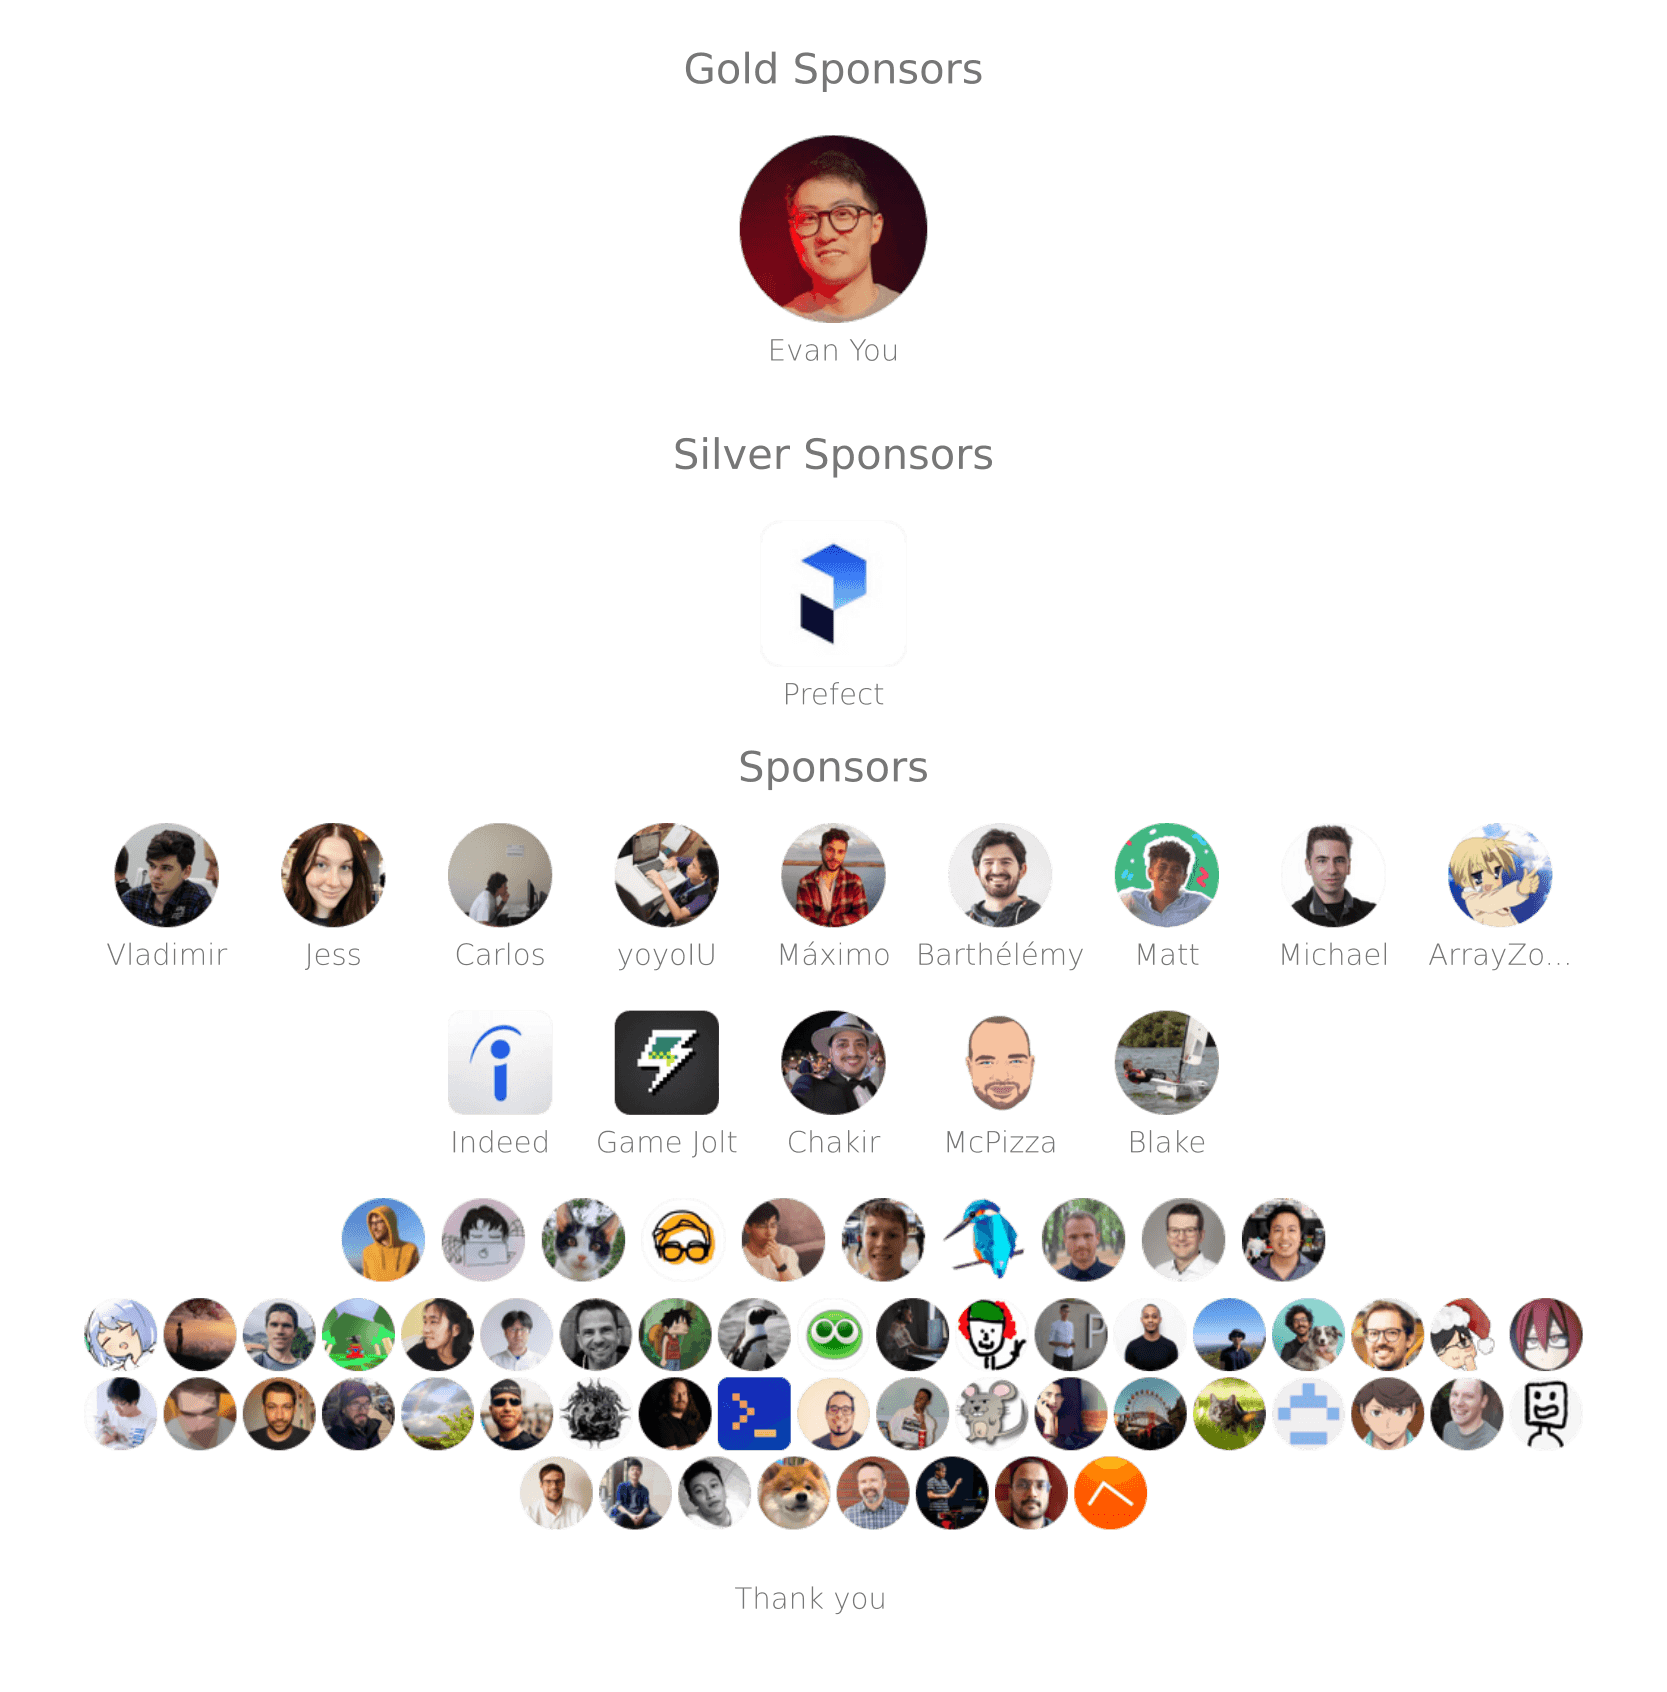 Gold Sponsors
Evan You
Silver Sponsors
Prefect
Sponsors
Vladimir Jess Carlos yoyoIU Máximo Barthélémy Matt Michael ArrayZo...
Indeed Game Jolt Chakir McPizza Blake
Thank you